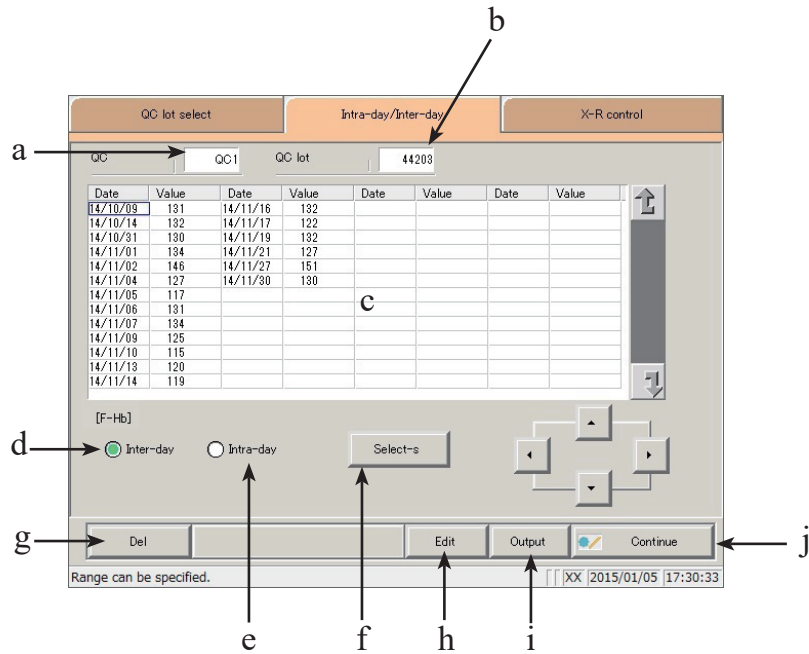 b
QC lot select Intra-day/Inter-day X-R control
a QC QC1 QC lot 44203
Date Value Date Value Date Value Date Value
14/10/09 131 14/11/16 132
14/10/14 132 14/11/17 122
14/10/31 130 14/11/19 132
14/11/01 134 14/11/21 127
14/11/02 146 14/11/27 151
14/11/04 127 14/11/30 130
14/11/05 117
c
14/11/06 131
14/11/07 134
14/11/09 125
14/11/10 115
14/11/13 120
14/11/14 119
[F-Hb]
d Inter-day Intra-day Select-s
g Del Edit Output Continue j
Range can be specified. XX 2015/01/05 17:30:33
e f h i